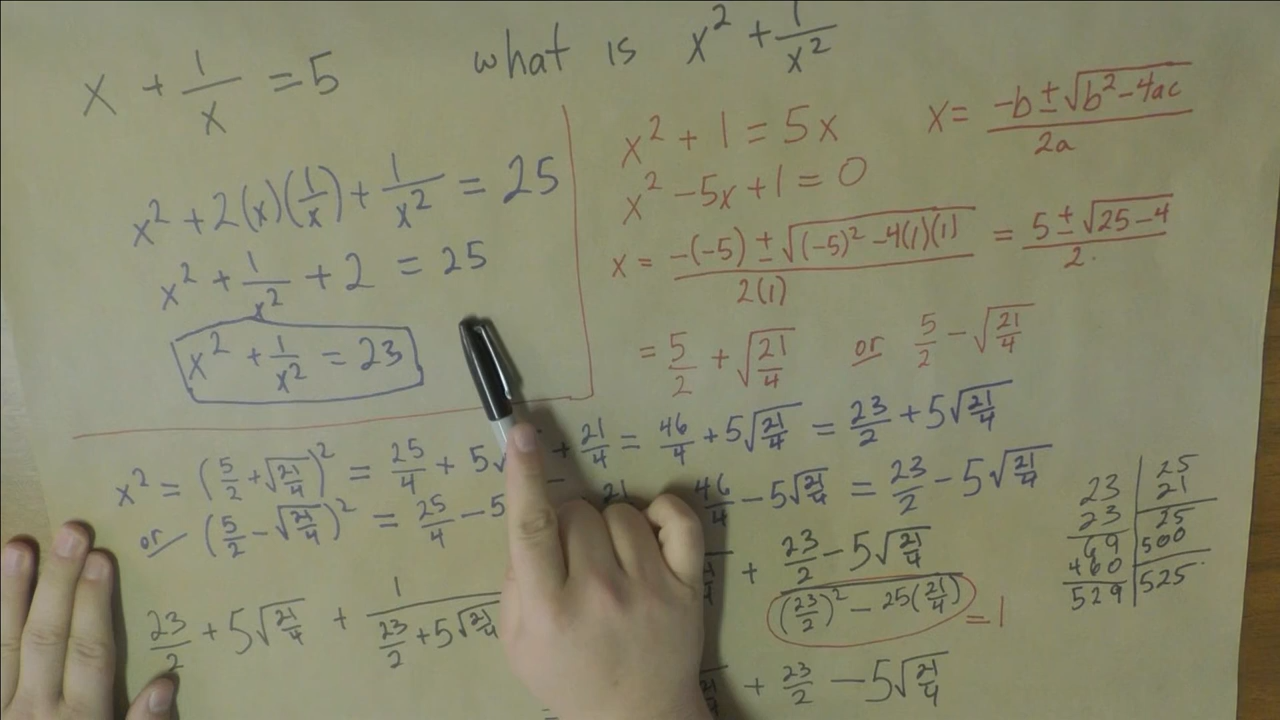 x + 1/x = 5 what is x² + 1/x²
x² + 2(x)(1/x) + 1/x² = 25
x² + 1/x² + 2 = 25
x² + 1/x² = 23
x² + 1 = 5x
x² - 5x + 1 = 0
x = (-b ± √(b² - 4ac))/2a
x = (-(-5) ± √((-5)² - 4(1)(1)))/2(1) = (5 ± √(25 - 4))/2
= 5/2 + √(21/4) or 5/2 - √(21/4)
x² = (5/2 + √(21/4))² = 25/4 + 5√ + 21/4 = 46/4 + 5√(21/4) = 23/2 + 5√(21/4)
or (5/2 - √(21/4))² = 25/4 - 5 21 46/4 - 5√(21/4) = 23/2 - 5√(21/4)
23/2 + 5√(21/4) + 1/(23/2 + 5√(21/4)) + (23/2 - 5√(21/4))/((23/2)² - 25(21/4)) = 1
+ 23/2 - 5√(21/4)
23
23
69
460
529
25
21
25
500
525